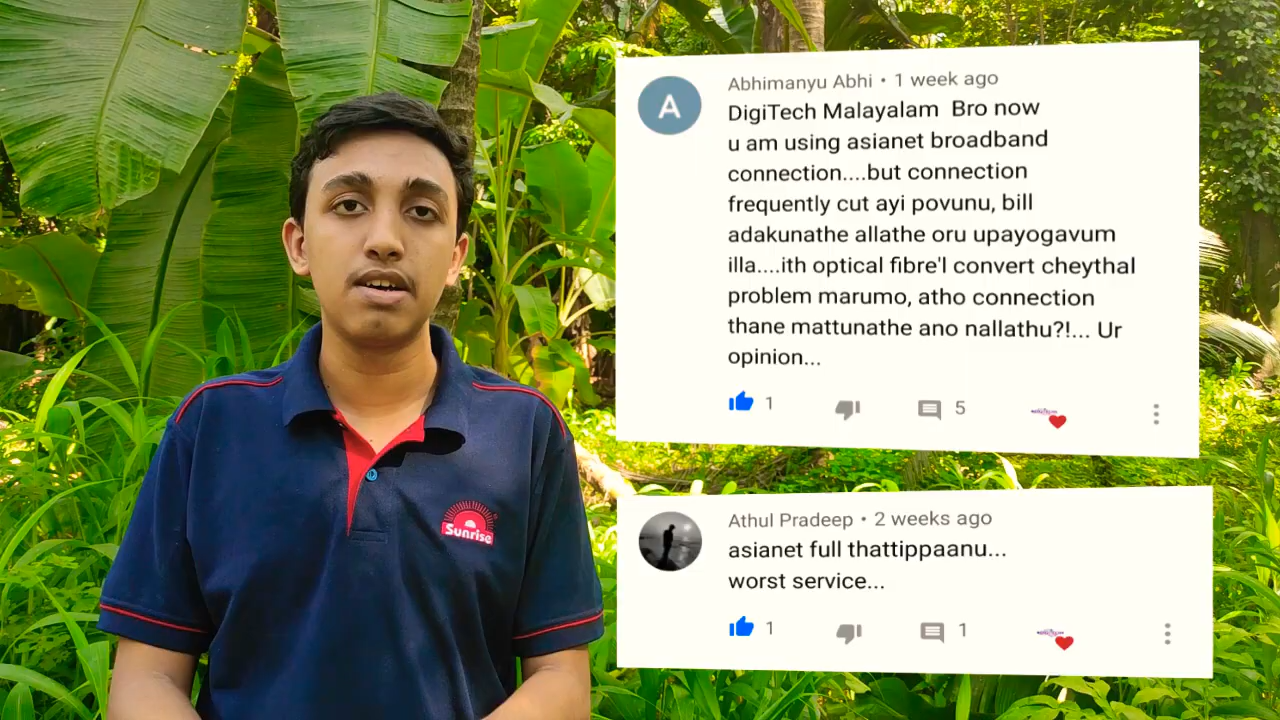 Abhimanyu Abhi • 1 week ago
A
DigiTech Malayalam Bro now
u am using asianet broadband
connection....but connection
frequently cut ayi povunu, bill
adakunathe allathe oru upayogavum
illa....ith optical fibre'l convert cheythal
problem marumo, atho connection
thane mattunathe ano nallathu?!... Ur
opinion...
1
5
Sunrise
Athul Pradeep • 2 weeks ago
asianet full thattippaanu...
worst service...
1
1